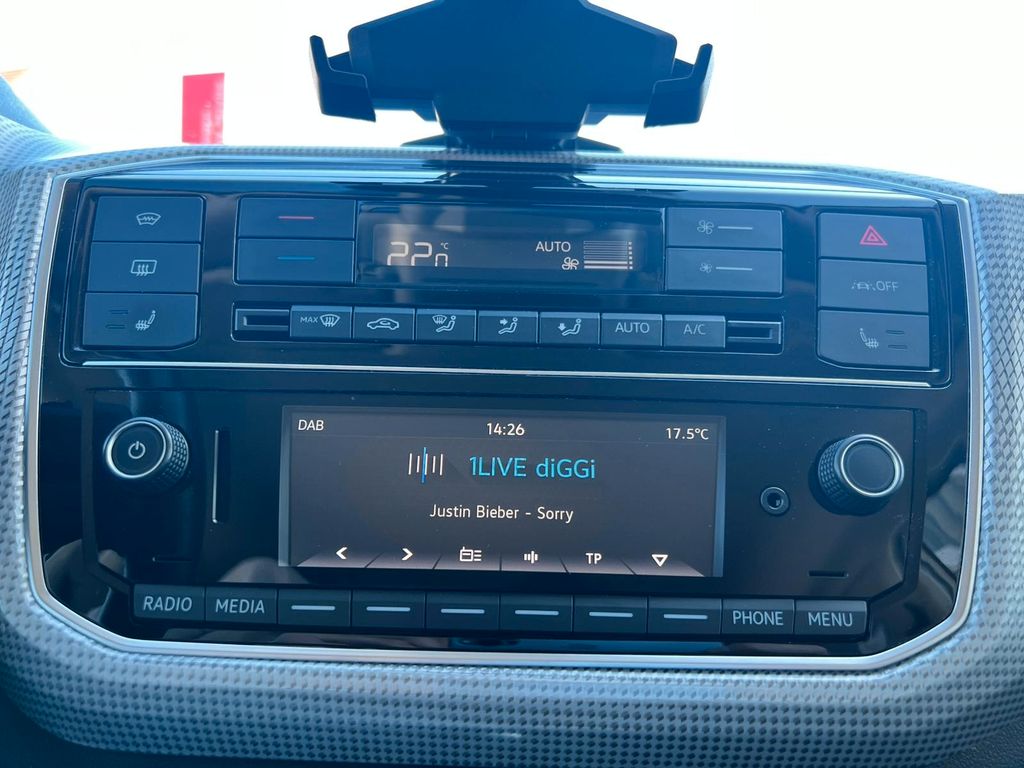 22 °C
AUTO
OFF
MAX
AUTO
A/C
DAB 14:26 17.5°C
1LIVE diGGi
Justin Bieber - Sorry
< > TP
RADIO MEDIA PHONE MENU